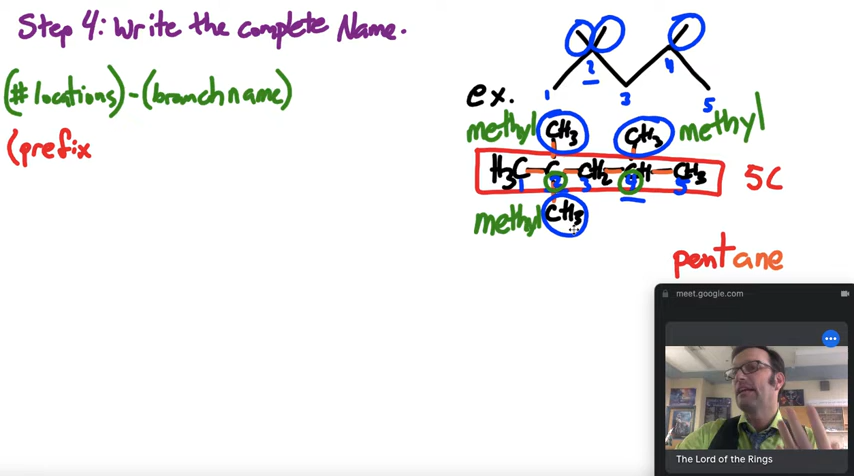 Step 4: Write the complete Name.
(# locations) - (branch name)
(prefix
ex.
1
2
3
4
5
methyl CH3 CH3 methyl
H3C - C - CH2 - CH - CH3
1 2 3 4 5
5C
methyl CH3
pentane
meet.google.com
The Lord of the Rings